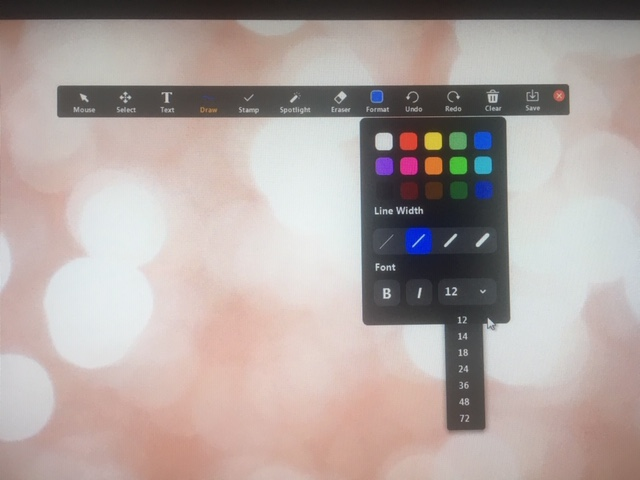 Mouse Select Text Draw Stamp Spotlight Eraser Format Undo Redo Clear Save
Line Width
Font
B I 12
12
14
18
24
36
48
72